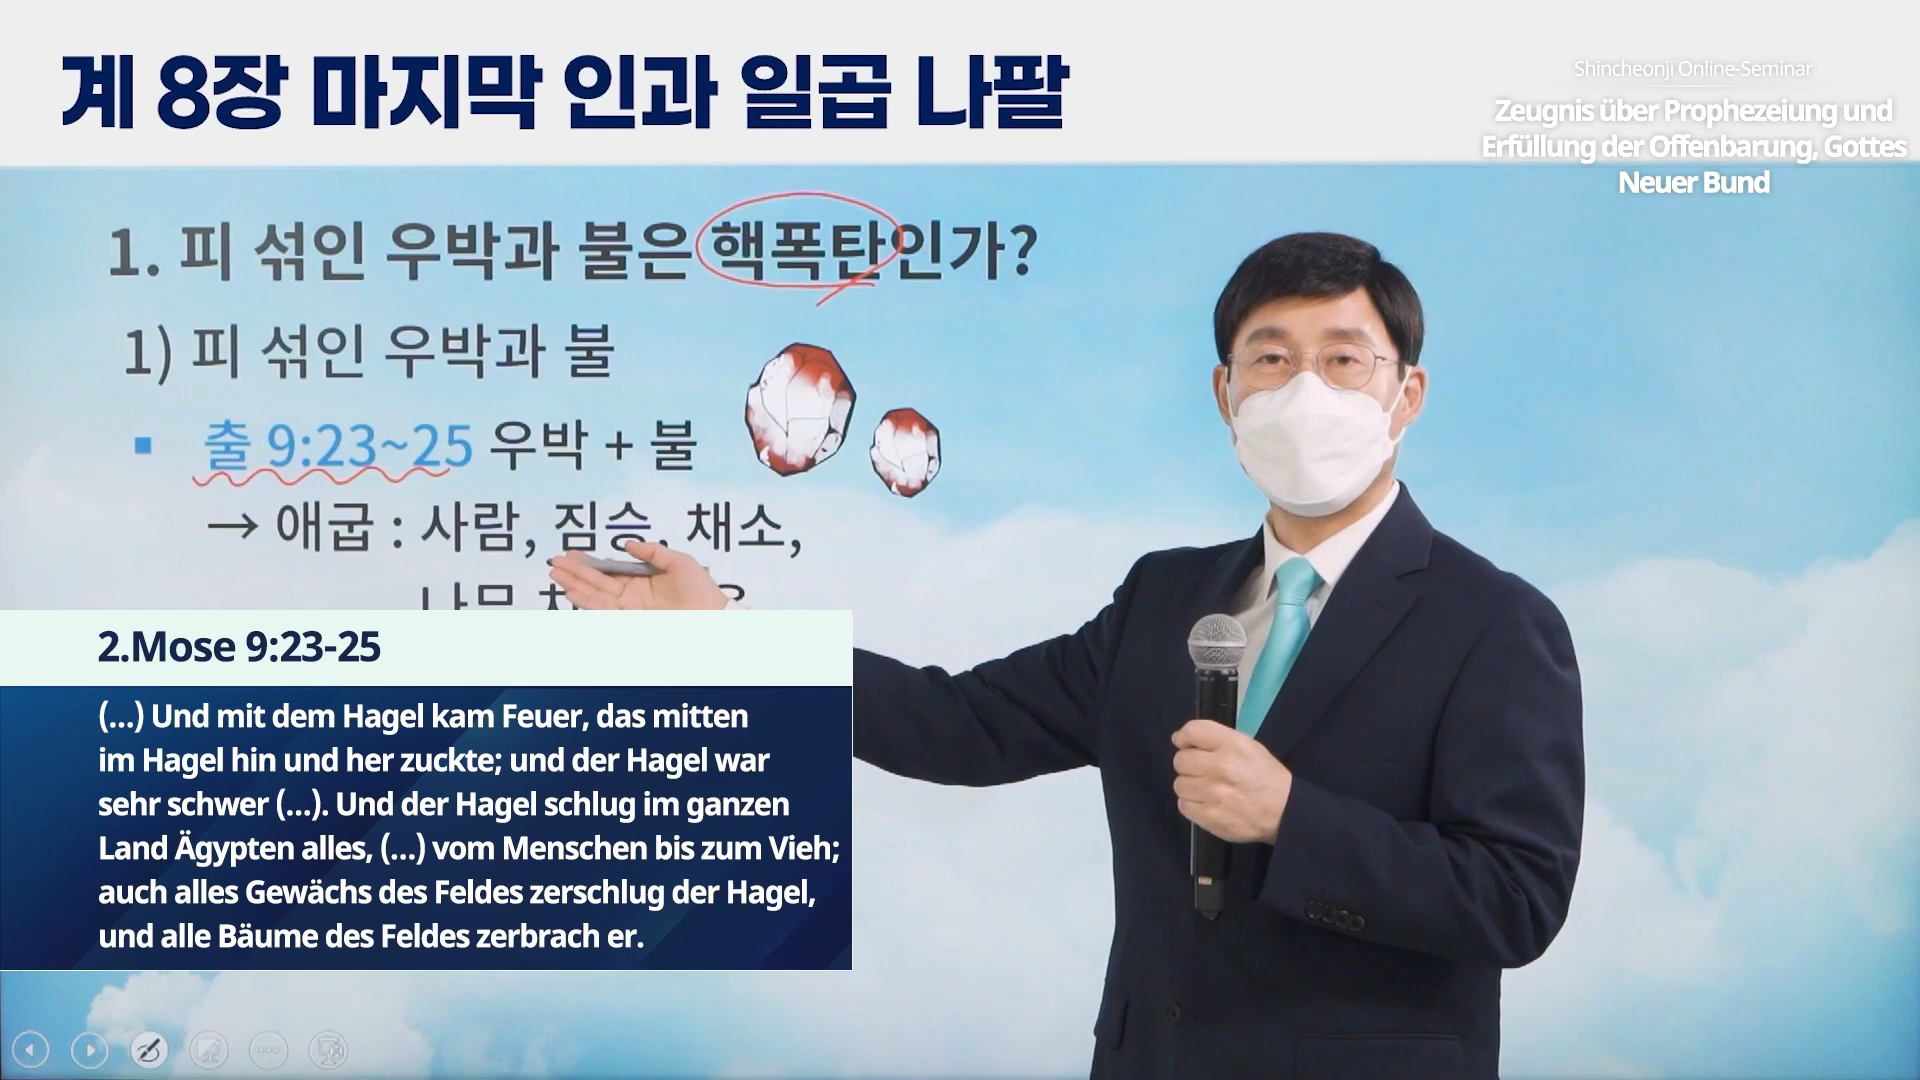 계 8장 마지막 인과 일곱 나팔
Shincheonji Online-Seminar
Zeugnis über Prophezeiung und
Erfüllung der Offenbarung, Gottes
Neuer Bund
1. 피 섞인 우박과 불은 핵폭탄인가?
1) 피 섞인 우박과 불
▪ 출 9:23~25 우박 + 불
→ 애굽 : 사람, 짐승, 채소,
2.Mose 9:23-25
(...) Und mit dem Hagel kam Feuer, das mitten
im Hagel hin und her zuckte; und der Hagel war
sehr schwer (...). Und der Hagel schlug im ganzen
Land Ägypten alles, (...) vom Menschen bis zum Vieh;
auch alles Gewächs des Feldes zerschlug der Hagel,
und alle Bäume des Feldes zerbrach er.